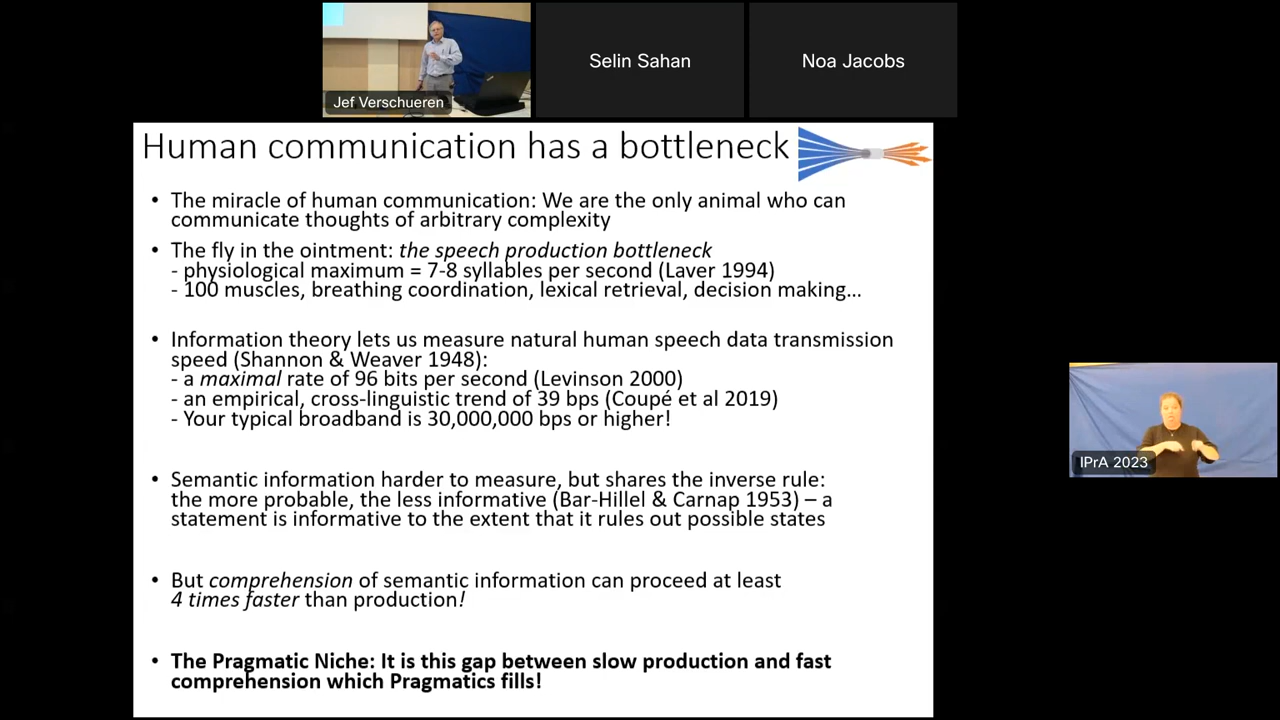 Jef Verschueren
Selin Sahan
Noa Jacobs
Human communication has a bottleneck
• The miracle of human communication: We are the only animal who can
communicate thoughts of arbitrary complexity
• The fly in the ointment: the speech production bottleneck
- physiological maximum = 7-8 syllables per second (Laver 1994)
- 100 muscles, breathing coordination, lexical retrieval, decision making…
• Information theory lets us measure natural human speech data transmission
speed (Shannon & Weaver 1948):
- a maximal rate of 96 bits per second (Levinson 2000)
- an empirical, cross-linguistic trend of 39 bps (Coupé et al 2019)
- Your typical broadband is 30,000,000 bps or higher!
• Semantic information harder to measure, but shares the inverse rule:
the more probable, the less informative (Bar-Hillel & Carnap 1953) – a
statement is informative to the extent that it rules out possible states
• But comprehension of semantic information can proceed at least
4 times faster than production!
• The Pragmatic Niche: It is this gap between slow production and fast
comprehension which Pragmatics fills!
IPrA 2023